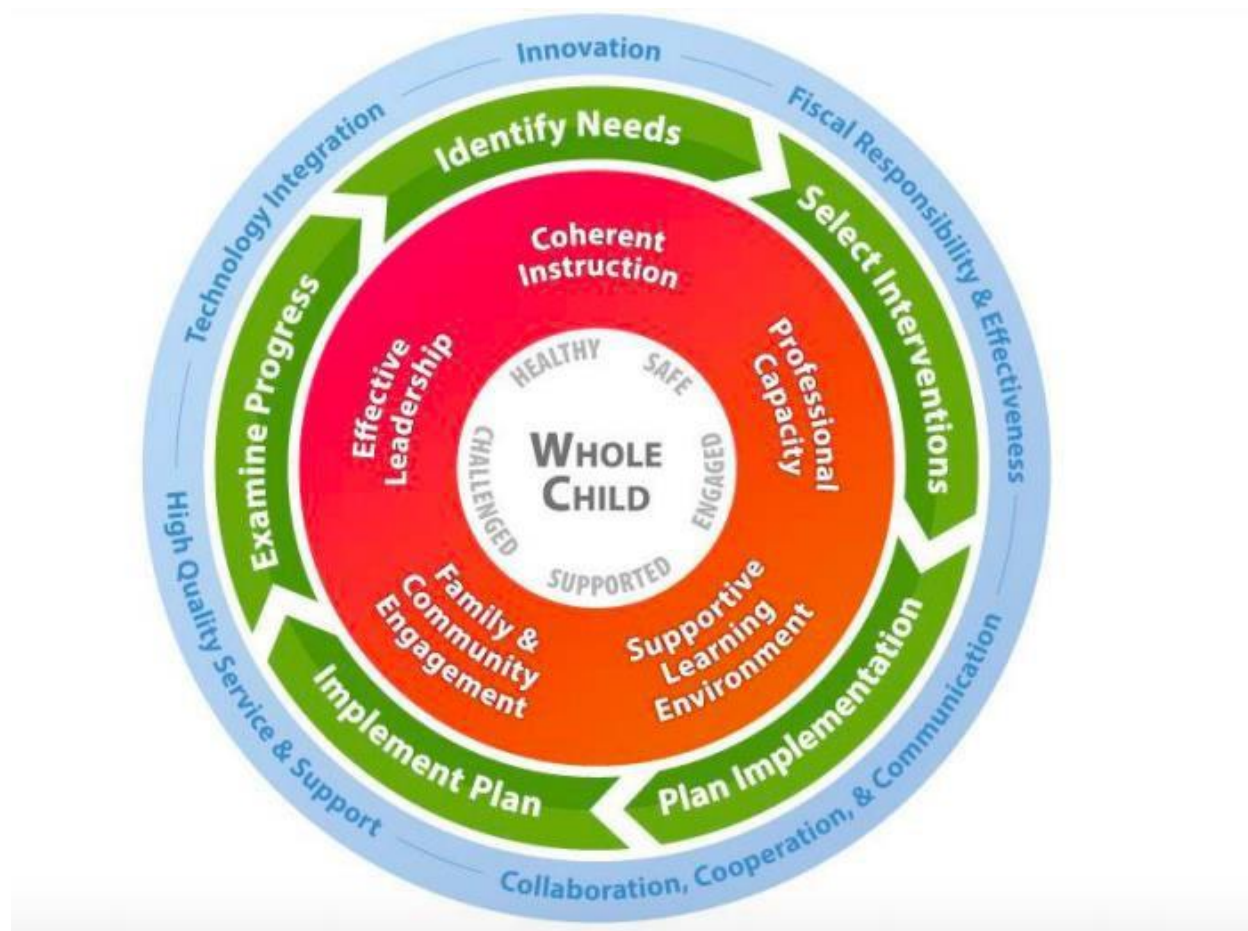 Innovation
Fiscal Responsibility & Effectiveness
Collaboration, Cooperation, & Communication
High Quality Service & Support
Technology Integration
Identify Needs
Select Interventions
Plan Implementation
Implement Plan
Examine Progress
Coherent
Instruction
Professional
Capacity
Supportive
Learning
Environment
Family &
Community
Engagement
Effective
Leadership
HEALTHY
SAFE
ENGAGED
SUPPORTED
CHALLENGED
WHOLE
CHILD